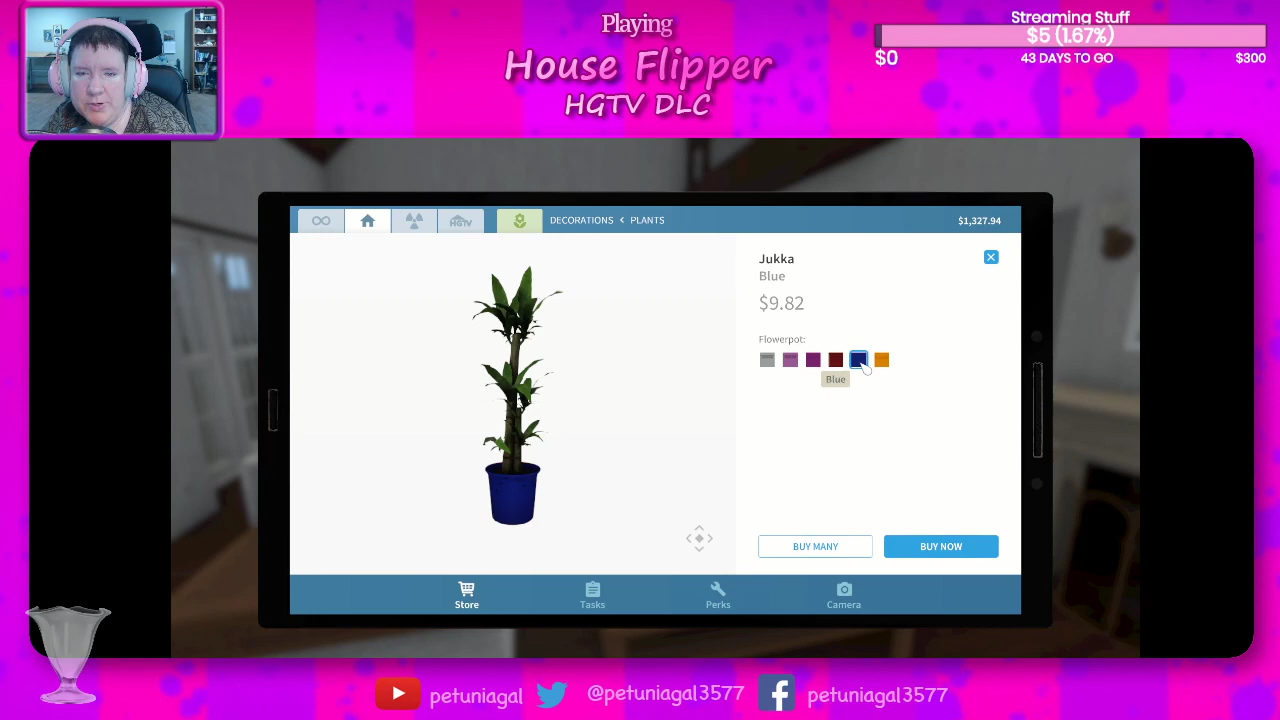 Playing
House Flipper
HGTV DLC
Streaming Stuff
$5 (1.67%)
$0
43 DAYS TO GO
$300
HGTV
DECORATIONS < PLANTS
$1,327.94
Jukka
Blue
$9.82
Flowerpot:
Blue
BUY MANY
BUY NOW
Store
Tasks
Perks
Camera
petuniagal
@petuniagal3577
petuniagal3577